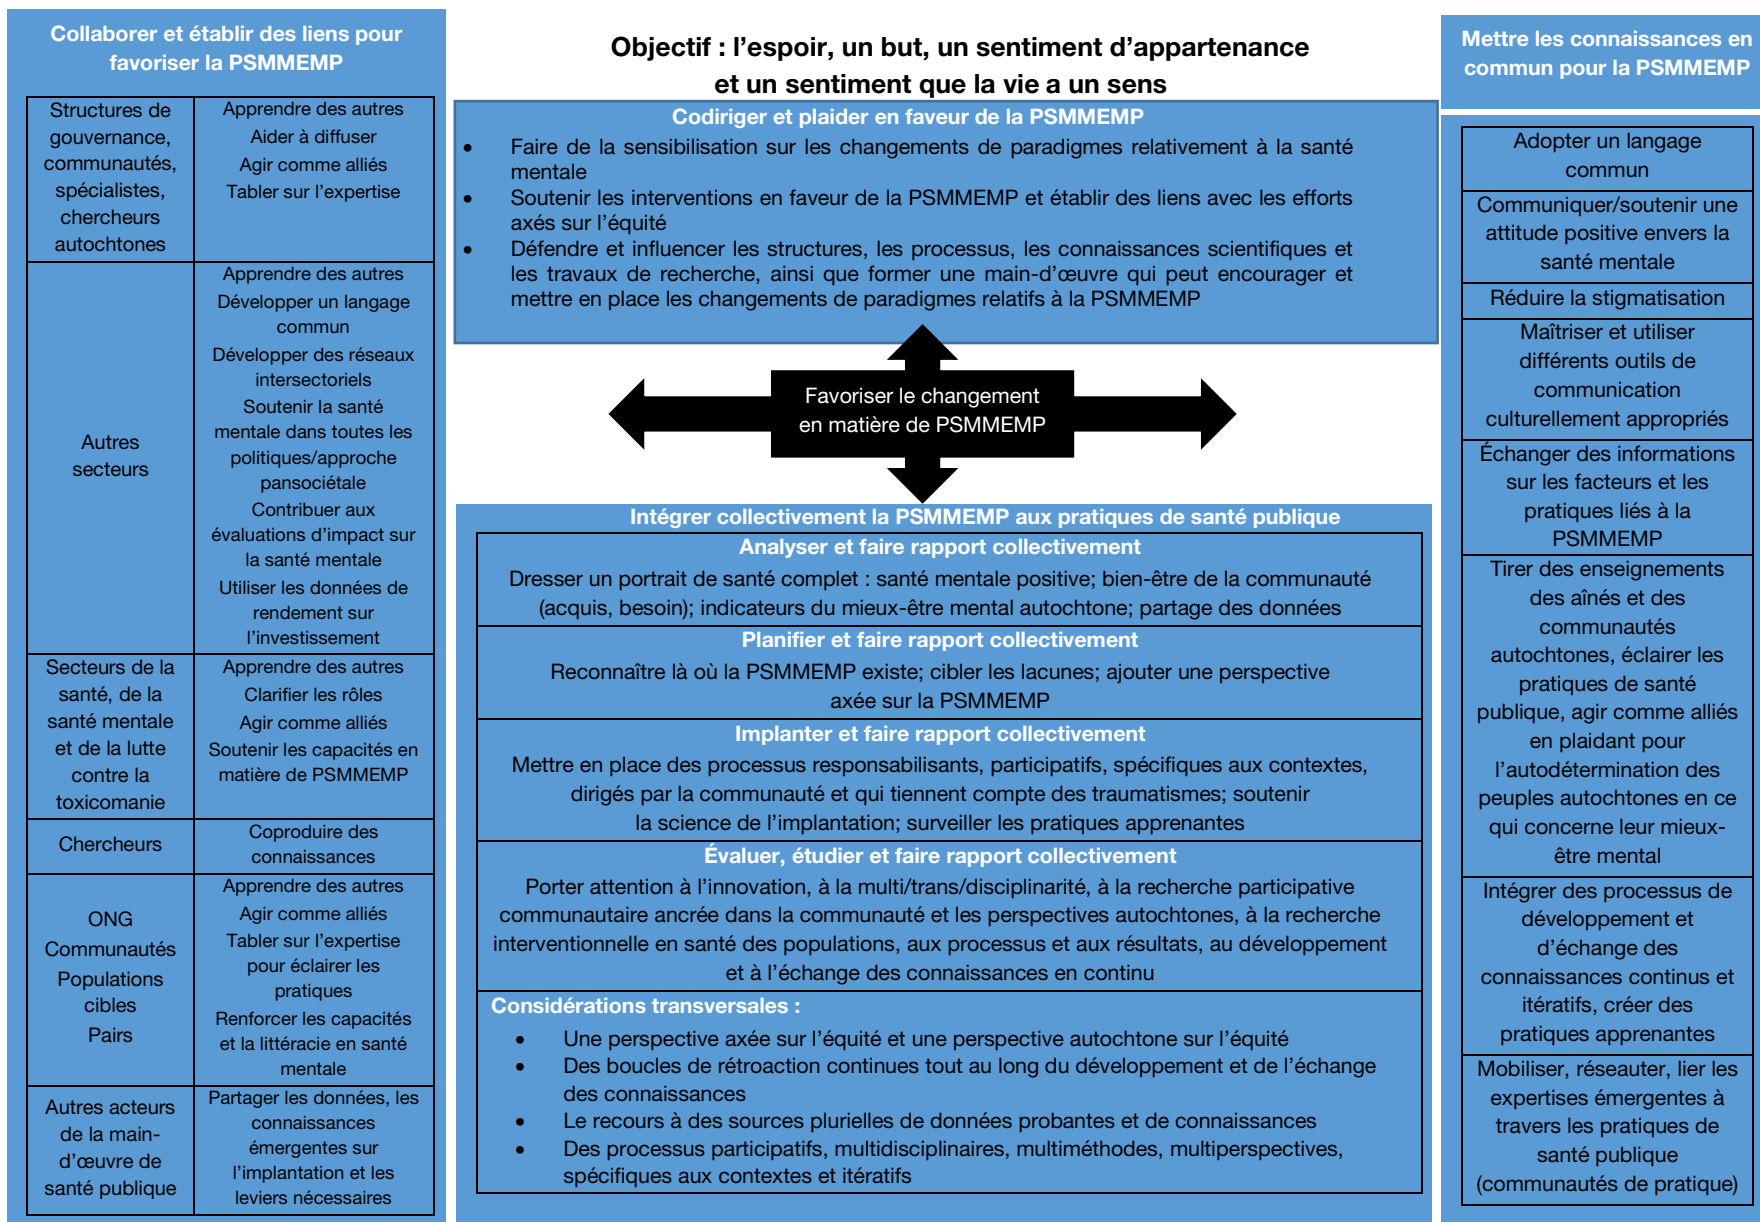 Collaborer et établir des liens pour
favoriser la PSMMEMP
Structures de
gouvernance,
communautés,
spécialistes,
chercheurs
autochtones
Apprendre des autres
Aider à diffuser
Agir comme alliés
Tabler sur l’expertise
Autres
secteurs
Apprendre des autres
Développer un langage
commun
Développer des réseaux
intersectoriels
Soutenir la santé
mentale dans toutes les
politiques/approche
pansociétale
Contribuer aux
évaluations d’impact sur
la santé mentale
Utiliser les données de
rendement sur
l’investissement
Secteurs de la
santé, de la
santé mentale
et de la lutte
contre la
toxicomanie
Apprendre des autres
Clarifier les rôles
Agir comme alliés
Soutenir les capacités en
matière de PSMMEMP
Chercheurs
Coproduire des
connaissances
ONG
Communautés
Populations
cibles
Pairs
Apprendre des autres
Agir comme alliés
Tabler sur l’expertise
pour éclairer les
pratiques
Renforcer les capacités
et la littéracie en santé
mentale
Autres acteurs
de la main-
d’œuvre de
santé publique
Partager les données, les
connaissances
émergentes sur
l’implantation et les
leviers nécessaires
Objectif : l’espoir, un but, un sentiment d’appartenance
et un sentiment que la vie a un sens
Codiriger et plaider en faveur de la PSMMEMP
• Faire de la sensibilisation sur les changements de paradigmes relativement à la santé
mentale
• Soutenir les interventions en faveur de la PSMMEMP et établir des liens avec les efforts
axés sur l’équité
• Défendre et influencer les structures, les processus, les connaissances scientifiques et
les travaux de recherche, ainsi que former une main-d’œuvre qui peut encourager et
mettre en place les changements de paradigmes relatifs à la PSMMEMP
Favoriser le changement
en matière de PSMMEMP
Intégrer collectivement la PSMMEMP aux pratiques de santé publique
Analyser et faire rapport collectivement
Dresser un portrait de santé complet : santé mentale positive; bien-être de la communauté
(acquis, besoin); indicateurs du mieux-être mental autochtone; partage des données
Planifier et faire rapport collectivement
Reconnaître là où la PSMMEMP existe; cibler les lacunes; ajouter une perspective
axée sur la PSMMEMP
Implanter et faire rapport collectivement
Mettre en place des processus responsabilisants, participatifs, spécifiques aux contextes,
dirigés par la communauté et qui tiennent compte des traumatismes; soutenir
la science de l’implantation; surveiller les pratiques apprenantes
Évaluer, étudier et faire rapport collectivement
Porter attention à l’innovation, à la multi/trans/disciplinarité, à la recherche participative
communautaire ancrée dans la communauté et les perspectives autochtones, à la recherche
interventionnelle en santé des populations, aux processus et aux résultats, au développement
et à l’échange des connaissances en continu
Considérations transversales :
• Une perspective axée sur l’équité et une perspective autochtone sur l’équité
• Des boucles de rétroaction continues tout au long du développement et de l’échange
des connaissances
• Le recours à des sources plurielles de données probantes et de connaissances
• Des processus participatifs, multidisciplinaires, multiméthodes, multiperspectives,
spécifiques aux contextes et itératifs
Mettre les connaissances en
commun pour la PSMMEMP
Adopter un langage
commun
Communiquer/soutenir une
attitude positive envers la
santé mentale
Réduire la stigmatisation
Maîtriser et utiliser
différents outils de
communication
culturellement appropriés
Échanger des informations
sur les facteurs et les
pratiques liés à la
PSMMEMP
Tirer des enseignements
des aînés et des
communautés
autochtones, éclairer les
pratiques de santé
publique, agir comme alliés
en plaidant pour
l’autodétermination des
peuples autochtones en ce
qui concerne leur mieux-
être mental
Intégrer des processus de
développement et
d’échange des
connaissances continus et
itératifs, créer des
pratiques apprenantes
Mobiliser, réseauter, lier les
expertises émergentes à
travers les pratiques de
santé publique
(communautés de pratique)